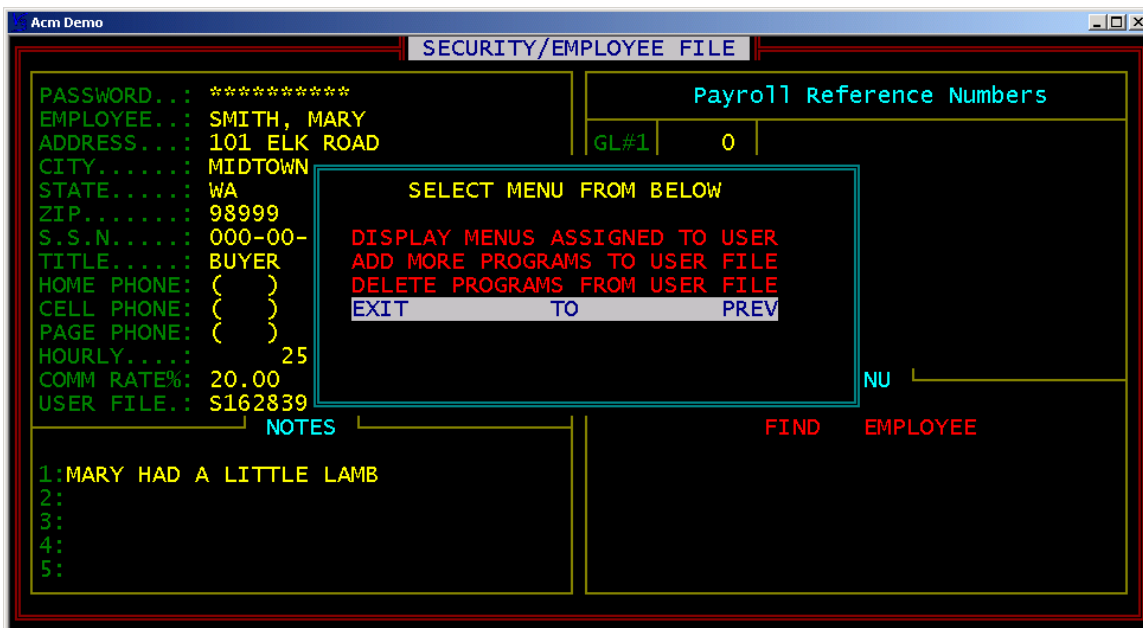 Acm Demo
SECURITY/EMPLOYEE FILE
PASSWORD..: **********
EMPLOYEE..: SMITH, MARY
ADDRESS...: 101 ELK ROAD
CITY......: MIDTOWN
STATE.....: WA
ZIP.......: 98999
S.S.N.....: 000-00-
TITLE.....: BUYER
HOME PHONE: (   )
CELL PHONE: (   )
PAGE PHONE: (   )
HOURLY....: 25
COMM RATE%: 20.00
USER FILE.: S162839
NOTES
1:MARY HAD A LITTLE LAMB
2:
3:
4:
5:
Payroll Reference Numbers
GL#1 0
SELECT MENU FROM BELOW
DISPLAY MENUS ASSIGNED TO USER
ADD MORE PROGRAMS TO USER FILE
DELETE PROGRAMS FROM USER FILE
EXIT TO PREV
NU
FIND EMPLOYEE